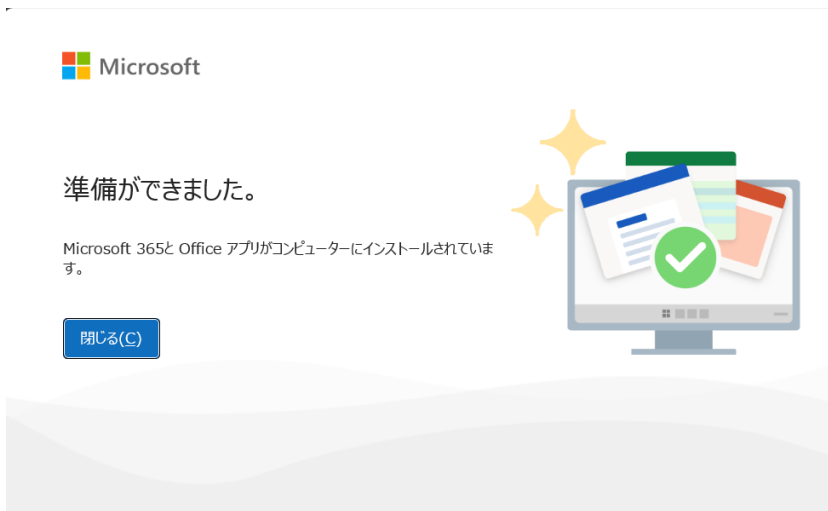 Microsoft
準備ができました。
Microsoft 365と Office アプリがコンピューターにインストールされていま
す。
閉じる(C)